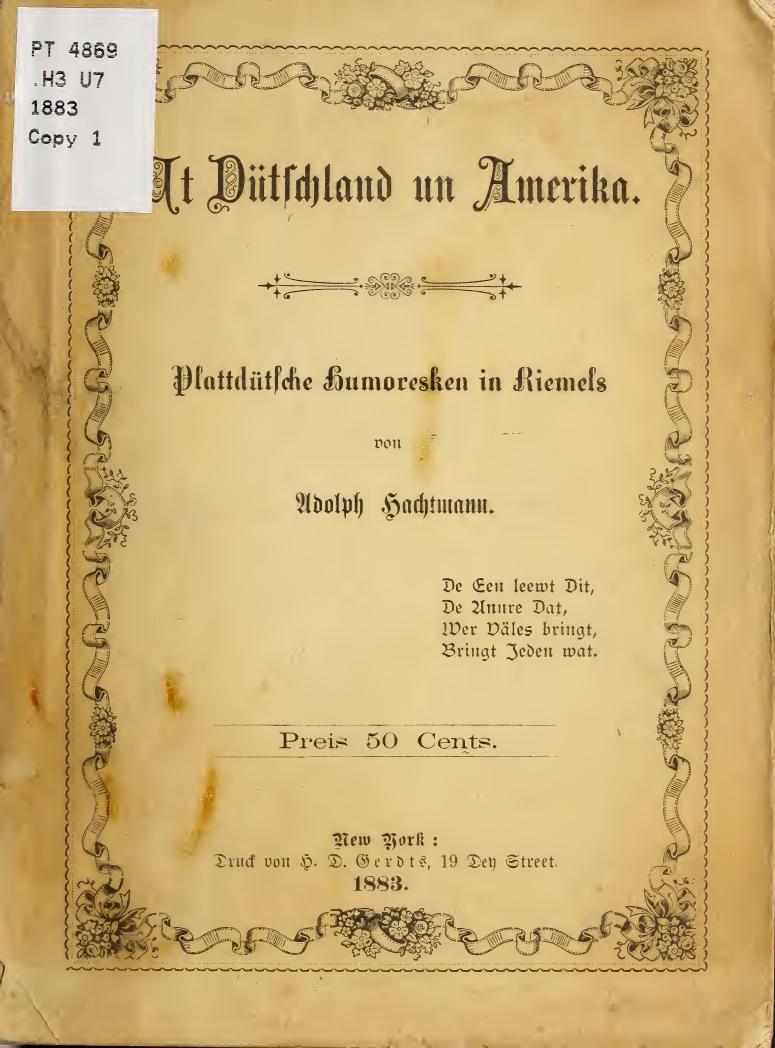 PT 4869
.H3 U7
1883
Copy 1
Ut Dütschland un Amerika.
Plattdütsche Humoresken in Riemels
von
Adolph Hachtmann.
De Een leewt Dit,
De Annre Dat,
Wer Väles bringt,
Bringt Jeden wat.
Preis 50 Cents.
New York:
Druck von H. D. Gerdts, 19 Dey Street.
1883.